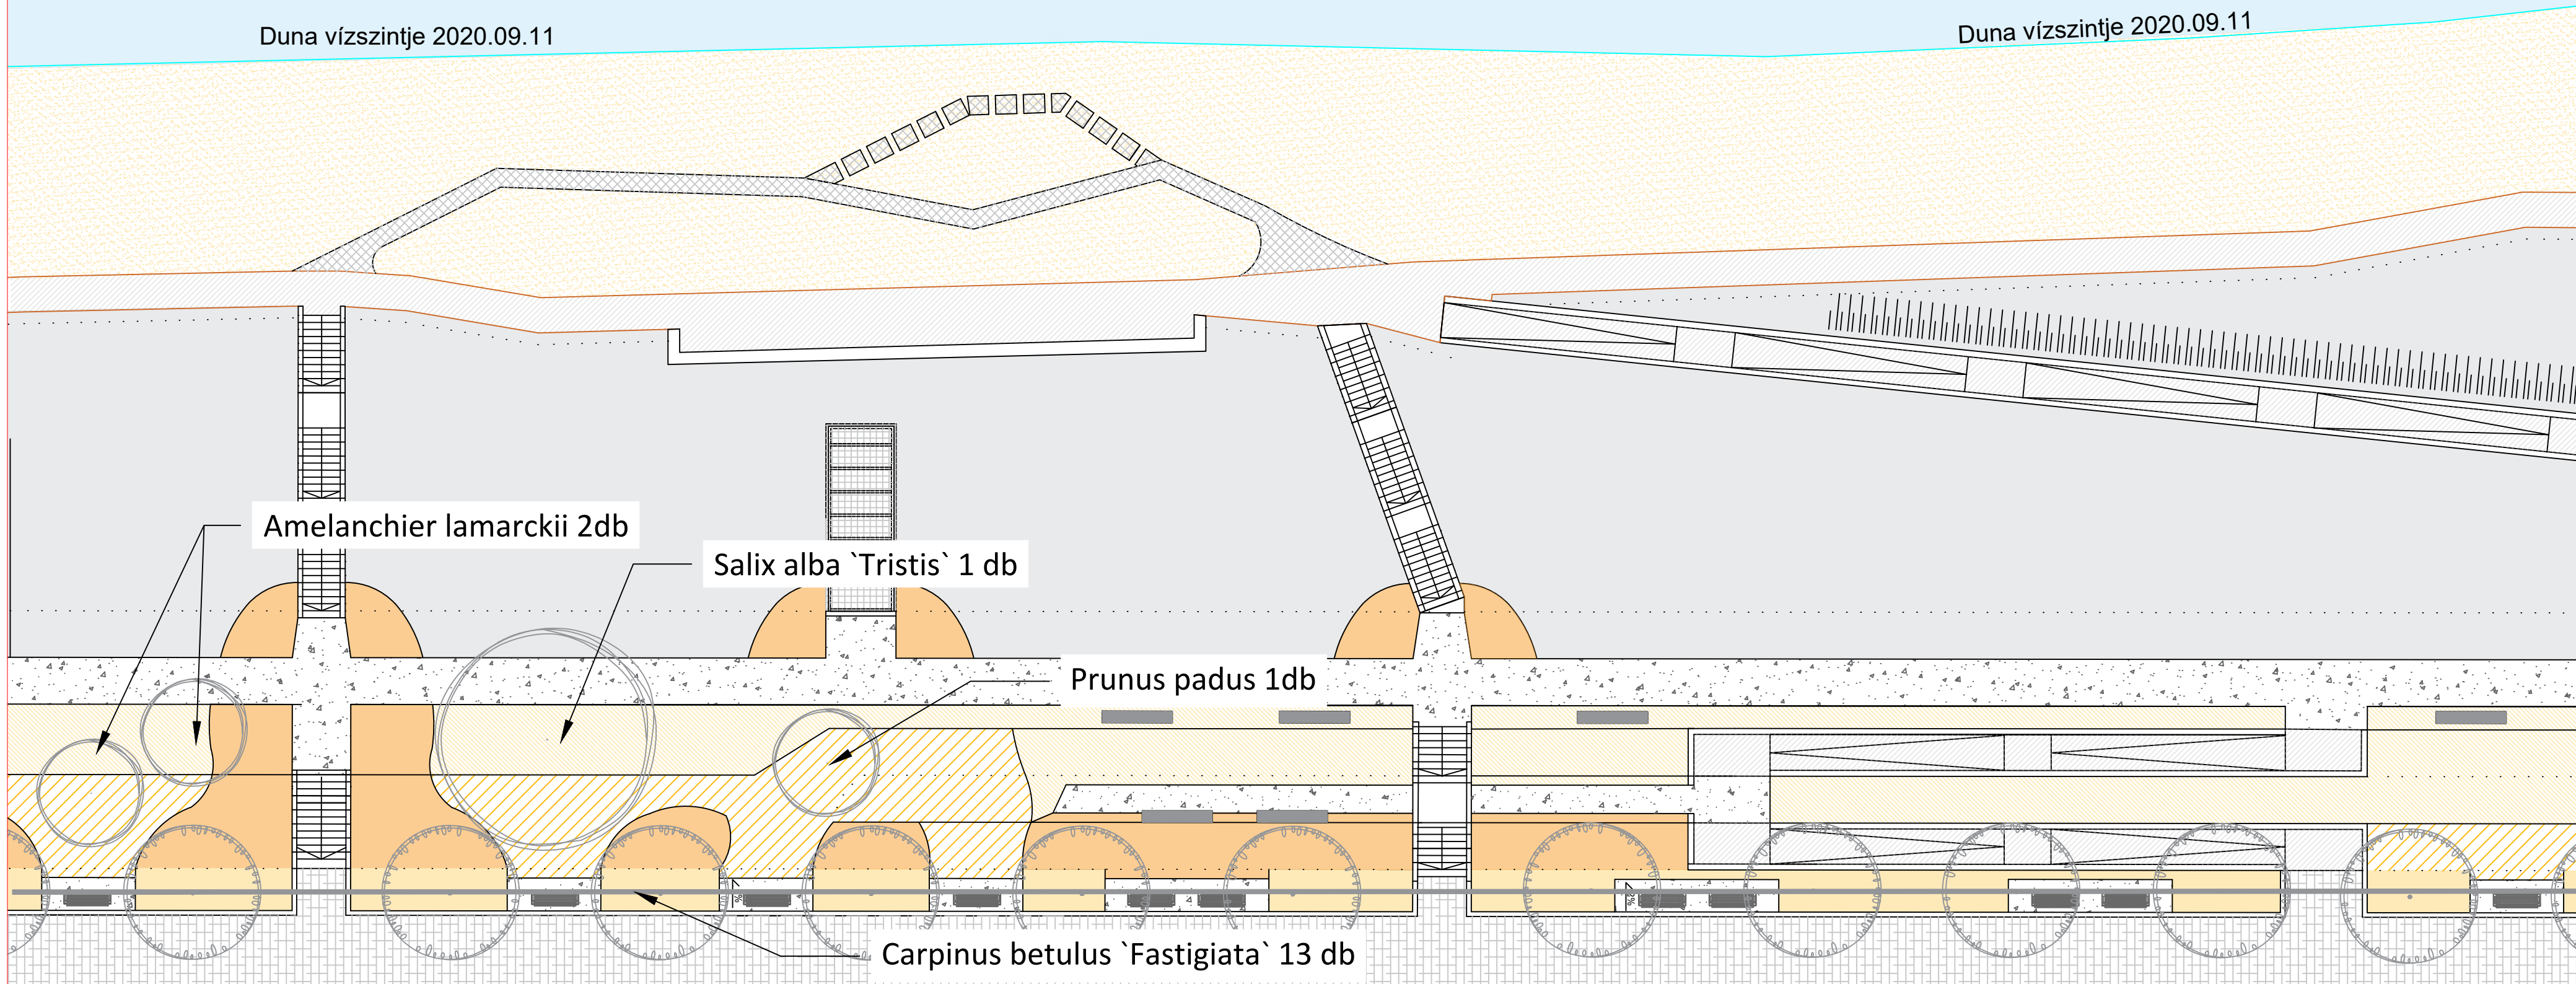 Duna vízszintje 2020.09.11
Duna vízszintje 2020.09.11
Amelanchier lamarckii 2db
Salix alba `Tristis` 1 db
Prunus padus 1db
Carpinus betulus `Fastigiata` 13 db